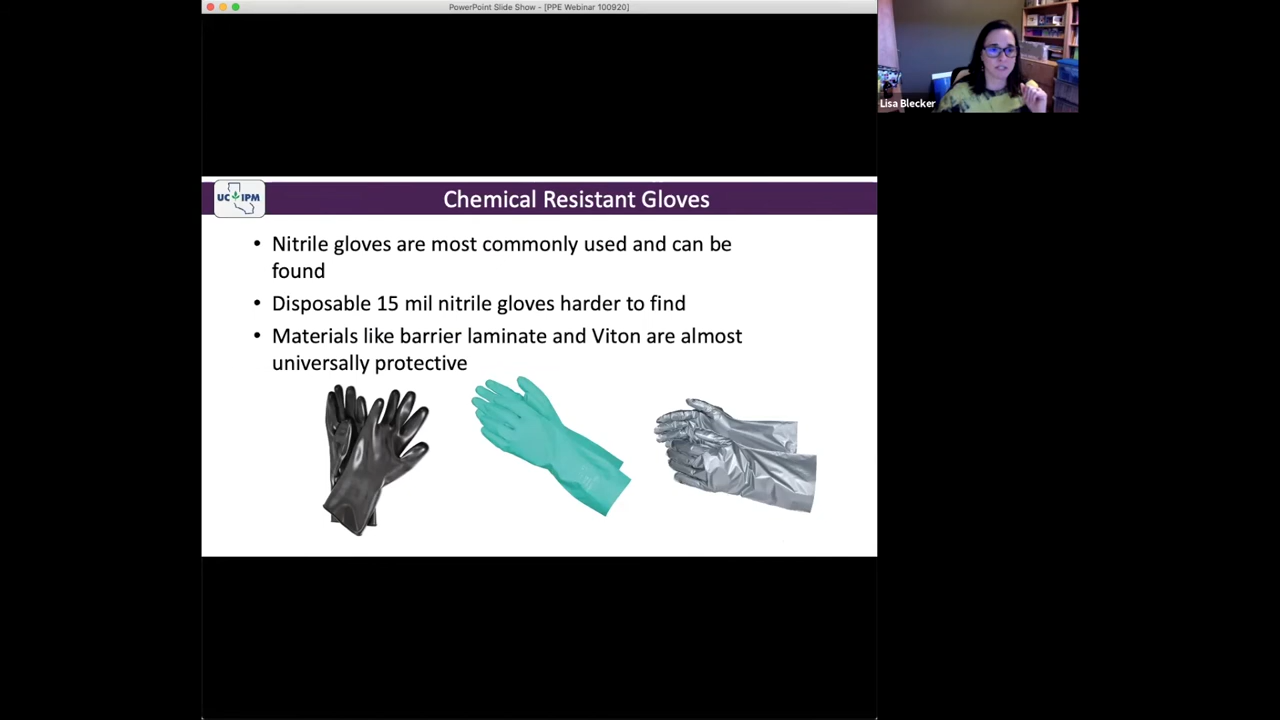 PowerPoint Slide Show - [PPE Webinar 100920]
Lisa Blecker
UC IPM
Chemical Resistant Gloves
• Nitrile gloves are most commonly used and can be
found
• Disposable 15 mil nitrile gloves harder to find
• Materials like barrier laminate and Viton are almost
universally protective